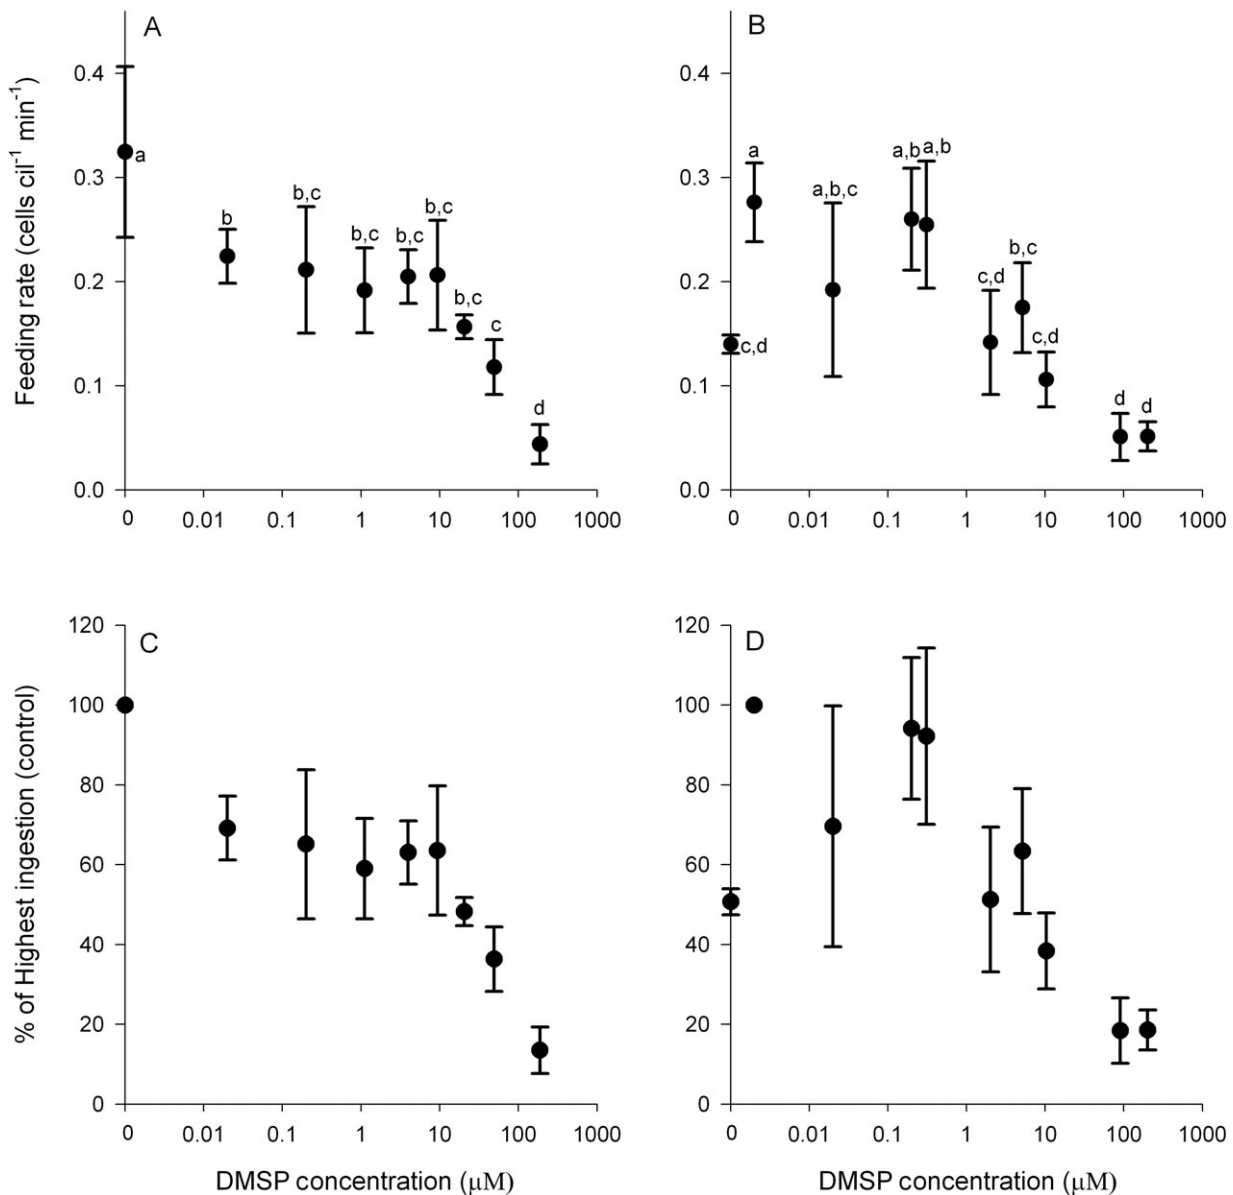 A
Feeding rate (cells cil⁻¹ min⁻¹)
0.4
0.3
0.2
0.1
0.0
a
b
b,c
b,c
b,c
b,c
b,c
c
d
0 0.01 0.1 1 10 100 1000
B
0.4
0.3
0.2
0.1
0.0
c,d
a
a,b,c
a,b
a,b
c,d
b,c
c,d
d
d
0 0.01 0.1 1 10 100 1000
C
% of Highest ingestion (control)
120
100
80
60
40
20
0
0 0.01 0.1 1 10 100 1000
DMSP concentration (μM)
D
120
100
80
60
40
20
0
0 0.01 0.1 1 10 100 1000
DMSP concentration (μM)